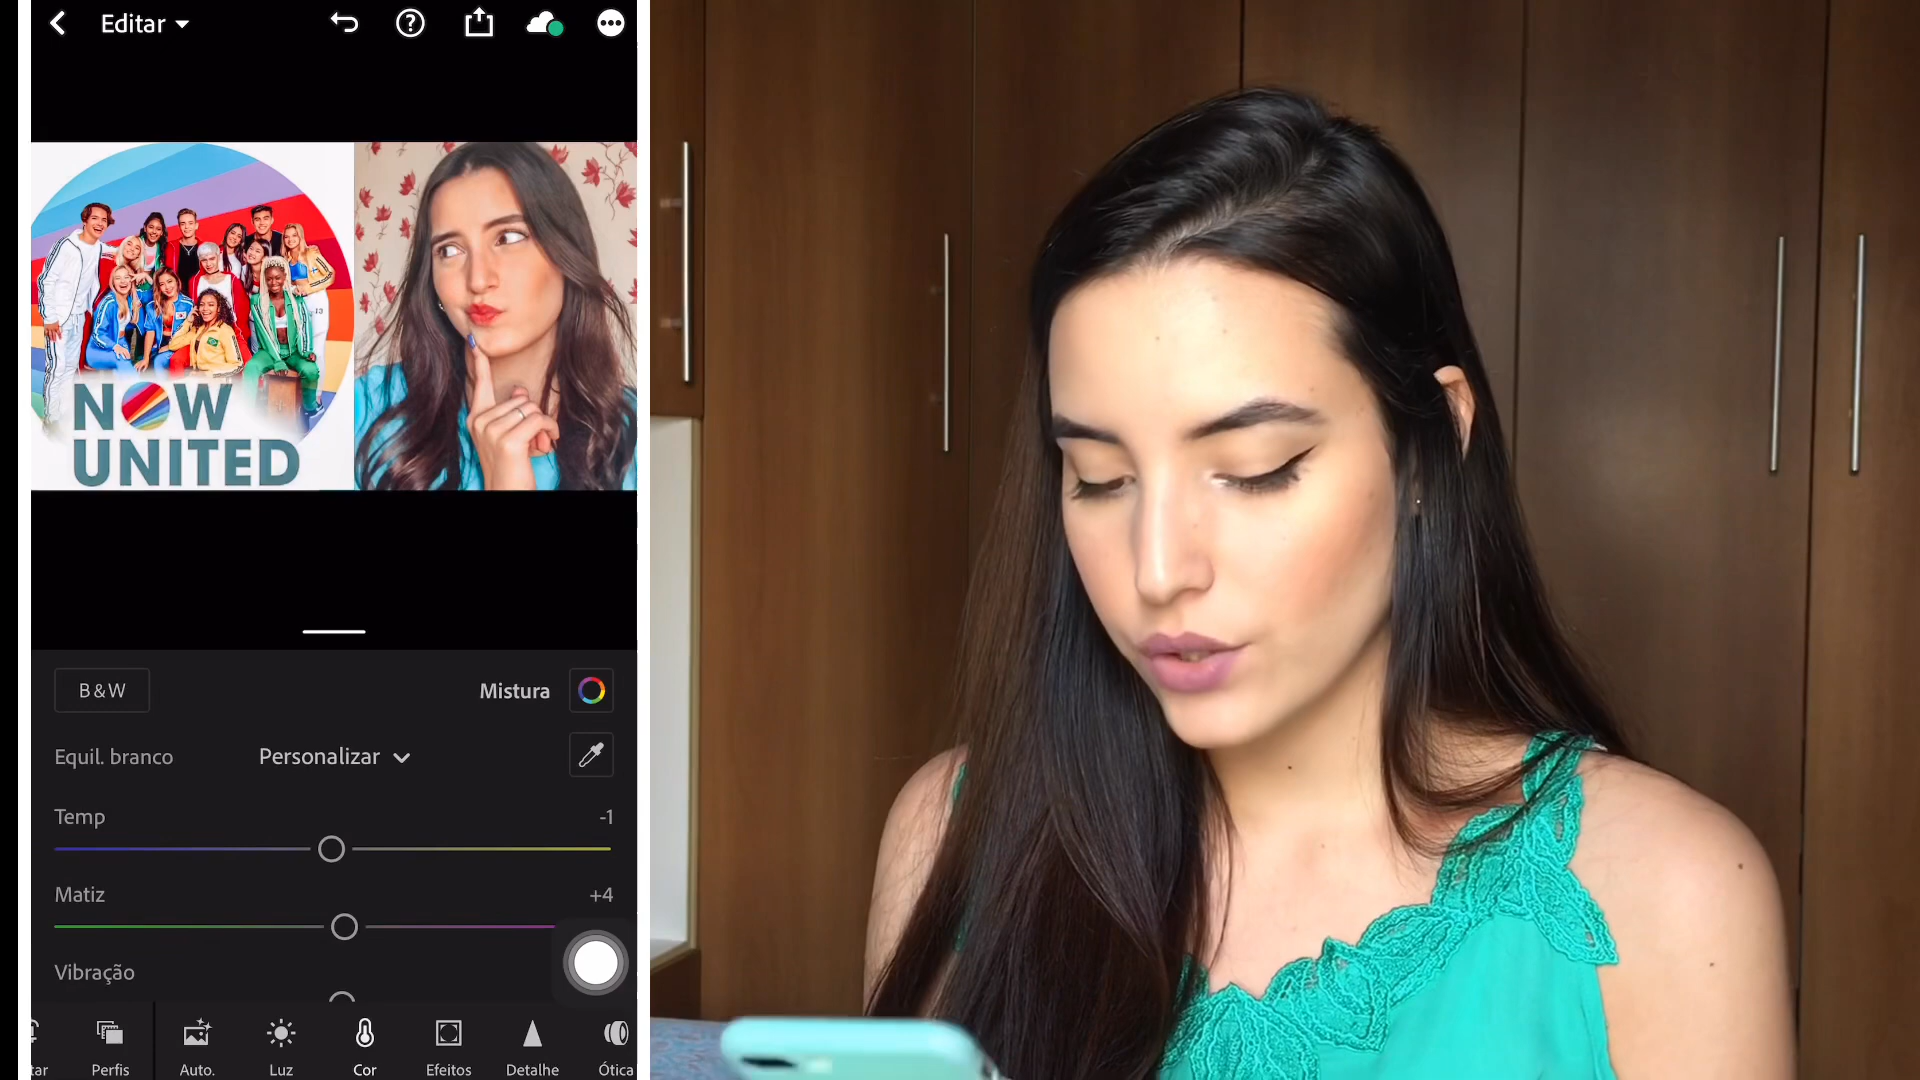 Editar
NOW
UNITED
B&W
Mistura
Equil. branco
Personalizar
Temp
-1
Matiz
+4
Vibração
tar
Perfis
Auto.
Luz
Cor
Efeitos
Detalhe
Ótica